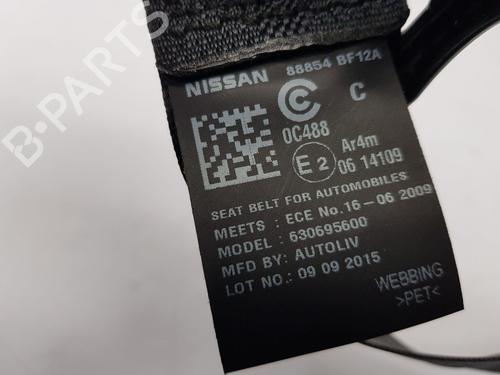 NISSAN 88854 BF12A
C C
0C488
E2 Ar4m
06 14109
SEAT BELT FOR AUTOMOBILES
MEETS : ECE No.16-06 2009
MODEL : 630695600
MFD BY: AUTOLIV
LOT NO.: 09 09 2015
WEBBING
>PET<
B-PARTS